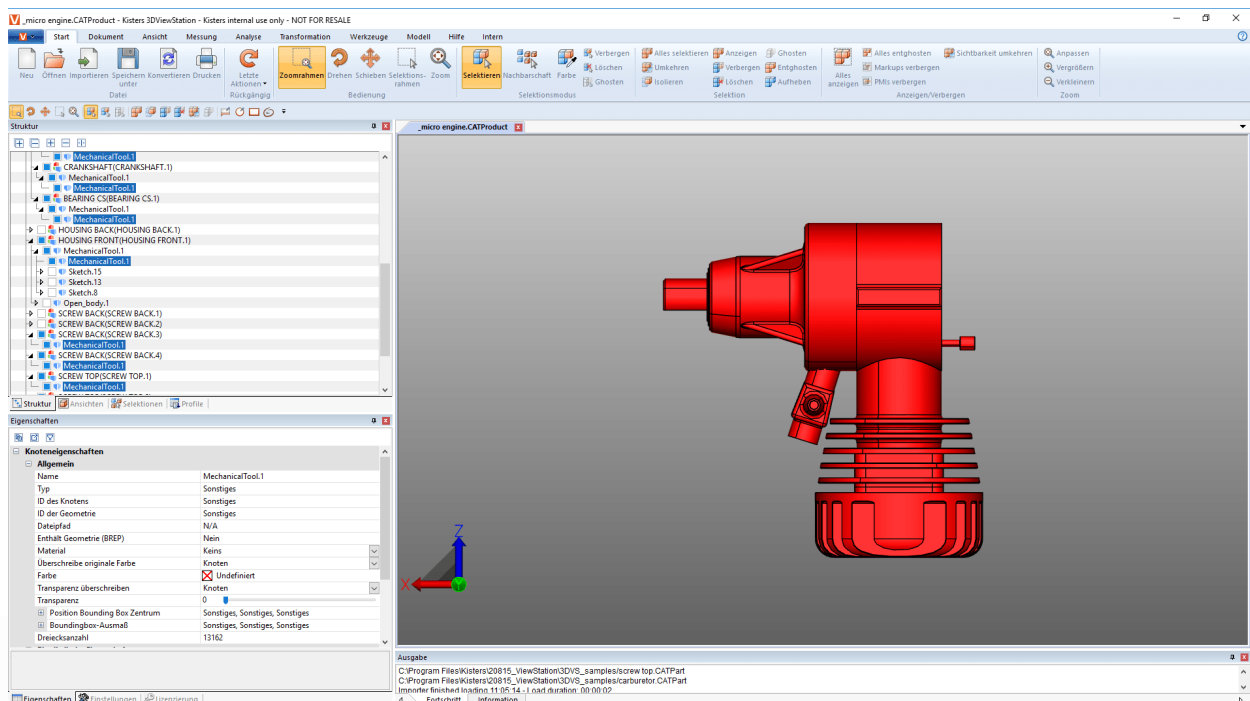 _micro engine.CATProduct - Kisters 3DViewStation - Kisters internal use only - NOT FOR RESALE
Start Dokument Ansicht Messung Analyse Transformation Werkzeuge Modell Hilfe Intern
Neu Öffnen Importieren Speichern unter Konvertieren Drucken
Datei
Letzte Aktionen
Rückgängig
Zoomrahmen Drehen Schieben Selektions-rahmen Zoom
Bedienung
Selektieren Nachbarschaft Farbe
Verbergen
Löschen
Ghosten
Selektionsmodus
Alles selektieren Anzeigen Ghosten
Umkehren Verbergen Entghosten
Isolieren Löschen Aufheben
Selektion
Alles anzeigen
Alles entghosten Sichtbarkeit umkehren
Markups verbergen
PMIs verbergen
Anzeigen/Verbergen
Anpassen
Vergrößern
Verkleinern
Zoom
Struktur
MechanicalTool.1
CRANKSHAFT(CRANKSHAFT.1)
MechanicalTool.1
MechanicalTool.1
BEARING CS(BEARING CS.1)
MechanicalTool.1
MechanicalTool.1
HOUSING BACK(HOUSING BACK.1)
HOUSING FRONT(HOUSING FRONT.1)
MechanicalTool.1
MechanicalTool.1
Sketch.15
Sketch.13
Sketch.8
Open_body.1
SCREW BACK(SCREW BACK.1)
SCREW BACK(SCREW BACK.2)
SCREW BACK(SCREW BACK.3)
MechanicalTool.1
SCREW BACK(SCREW BACK.4)
MechanicalTool.1
SCREW TOP(SCREW TOP.1)
MechanicalTool.1
Struktur Ansichten Selektionen Profile
Eigenschaften
Knoteneigenschaften
Allgemein
Name MechanicalTool.1
Typ Sonstiges
ID des Knotens Sonstiges
ID der Geometrie Sonstiges
Dateipfad N/A
Enthält Geometrie (BREP) Nein
Material Keins
Überschreibe originale Farbe Knoten
Farbe Undefiniert
Transparenz überschreiben Knoten
Transparenz 0
Position Bounding Box Zentrum Sonstiges, Sonstiges, Sonstiges
Boundingbox-Ausmaß Sonstiges, Sonstiges, Sonstiges
Dreiecksanzahl 13162
Eigenschaften Einstellungen Lizenzierung
_micro engine.CATProduct
Z
X
Ausgabe
C:\Program Files\Kisters\20815_ViewStation\3DVS_samples/screw top.CATPart
C:\Program Files\Kisters\20815_ViewStation\3DVS_samples/carburetor.CATPart
Importer finished loading 11:05:14 - Load duration: 00:00:02
Fortschritt Information